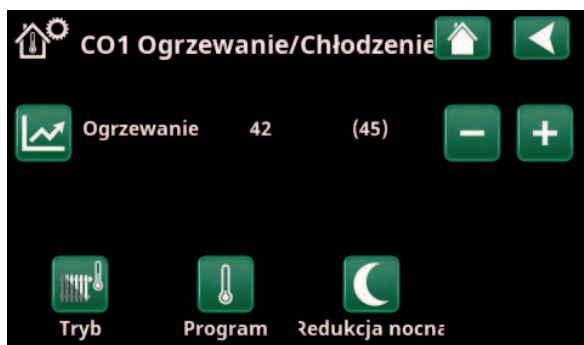 CO1 Ogrzewanie/Chłodzenie
Ogrzewanie 42 (45)
Tryb Program Redukcja nocna